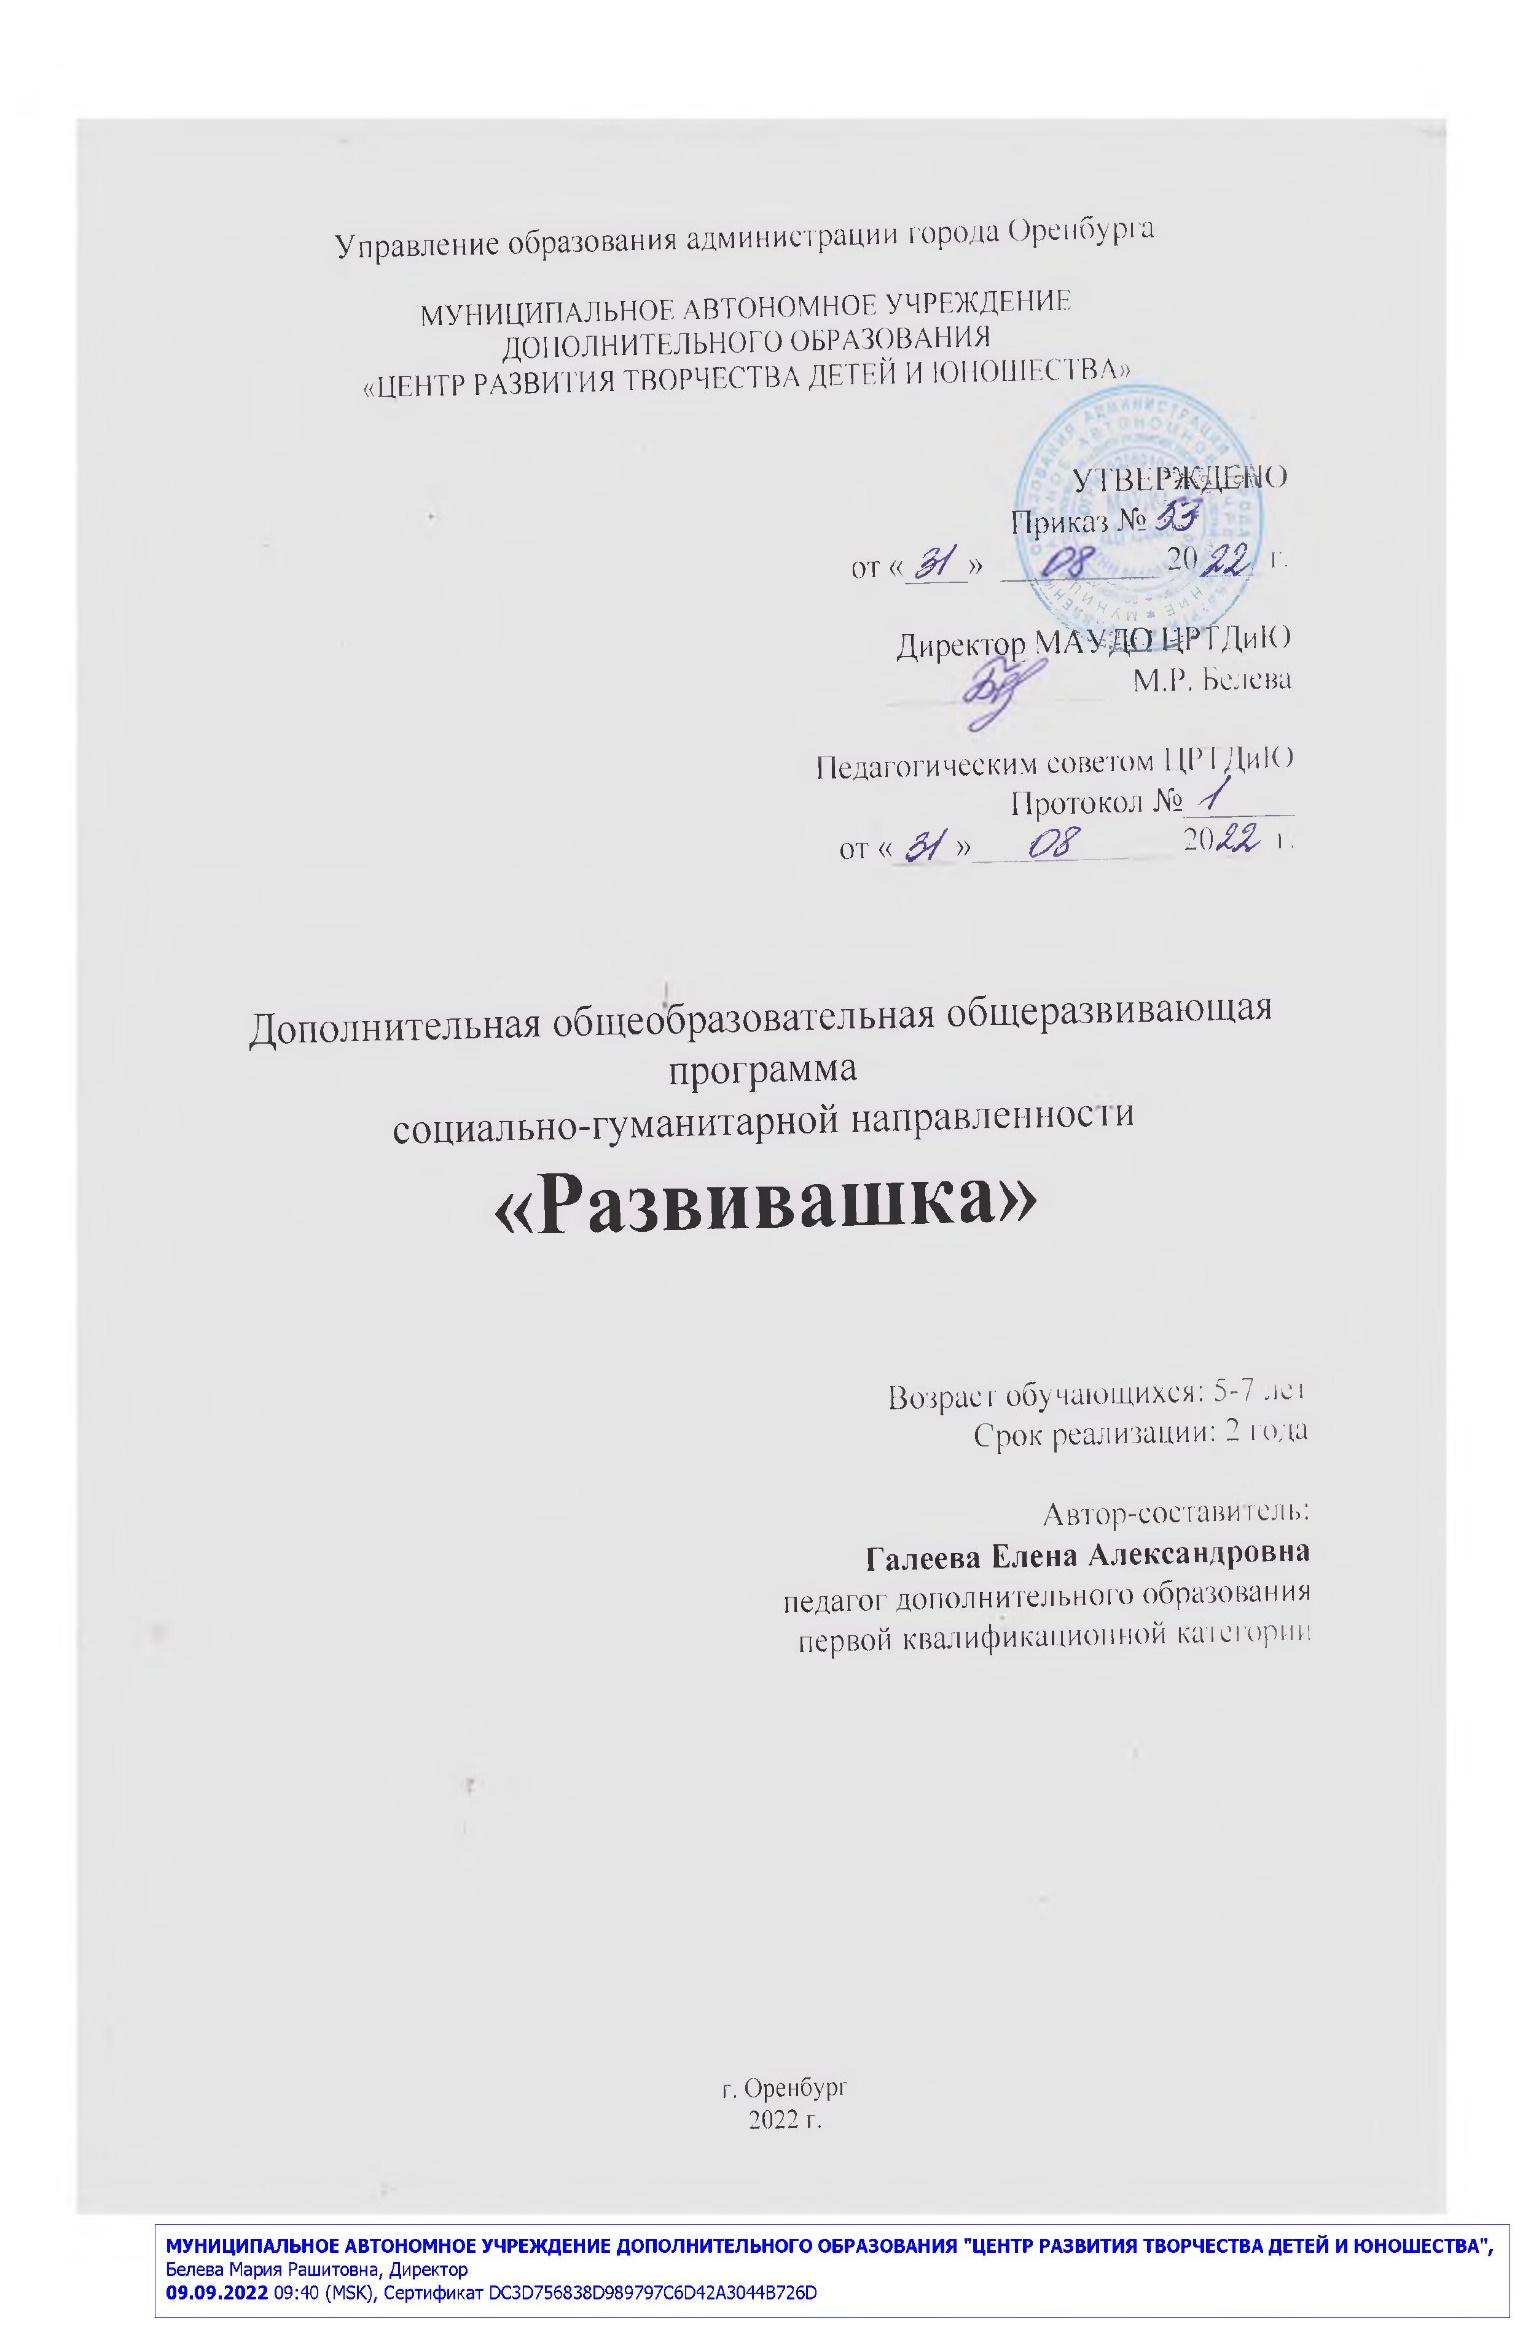 Управление образования администрации города Оренбурга
МУНИЦИПАЛЬНОЕ АВТОНОМНОЕ УЧРЕЖДЕНИЕ
ДОПОЛНИТЕЛЬНОГО ОБРАЗОВАНИЯ
«ЦЕНТР РАЗВИТИЯ ТВОРЧЕСТВА ДЕТЕЙ И ЮНОШЕСТВА»
УТВЕРЖДЕНО
Приказ № 53
от « 31 » 08 2022 г.
Директор МАУДО ЦРТДиЮ
М.Р. Белева
Педагогическим советом ЦРТДиЮ
Протокол № 1
от « 31 » 08 2022 г.
Дополнительная общеобразовательная общеразвивающая
программа
социально-гуманитарной направленности
«Развивашка»
Возраст обучающихся: 5-7 лет
Срок реализации: 2 года
Автор-составитель:
Галеева Елена Александровна
педагог дополнительного образования
первой квалификационной категории
г. Оренбург
2022 г.
МУНИЦИПАЛЬНОЕ АВТОНОМНОЕ УЧРЕЖДЕНИЕ ДОПОЛНИТЕЛЬНОГО ОБРАЗОВАНИЯ "ЦЕНТР РАЗВИТИЯ ТВОРЧЕСТВА ДЕТЕЙ И ЮНОШЕСТВА",
Белева Мария Рашитовна, Директор
09.09.2022 09:40 (MSK), Сертификат DC3D756838D989797C6D42A3044B726D